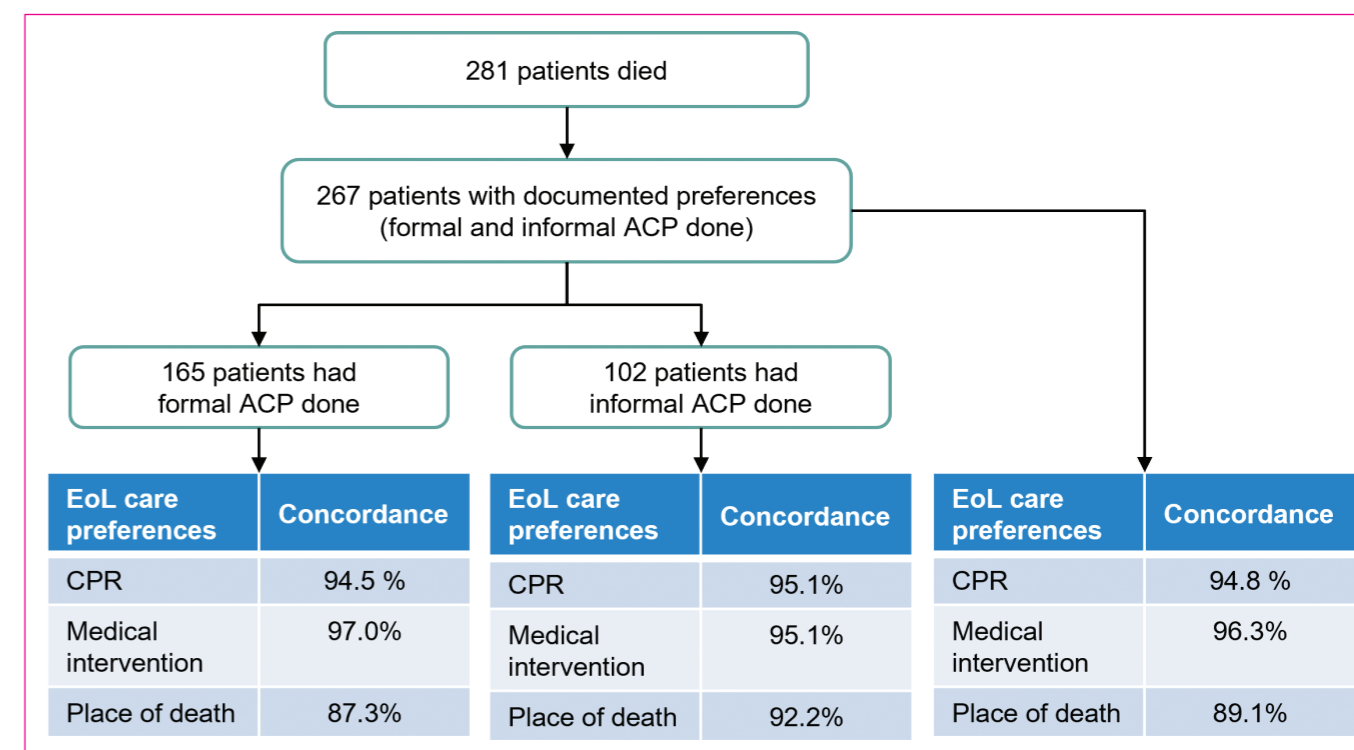 281 patients died
267 patients with documented preferences
(formal and informal ACP done)
165 patients had
formal ACP done
102 patients had
informal ACP done
EoL care
preferences
Concordance
CPR
94.5 %
Medical
intervention
97.0%
Place of death
87.3%
EoL care
preferences
Concordance
CPR
95.1%
Medical
intervention
95.1%
Place of death
92.2%
EoL care
preferences
Concordance
CPR
94.8 %
Medical
intervention
96.3%
Place of death
89.1%